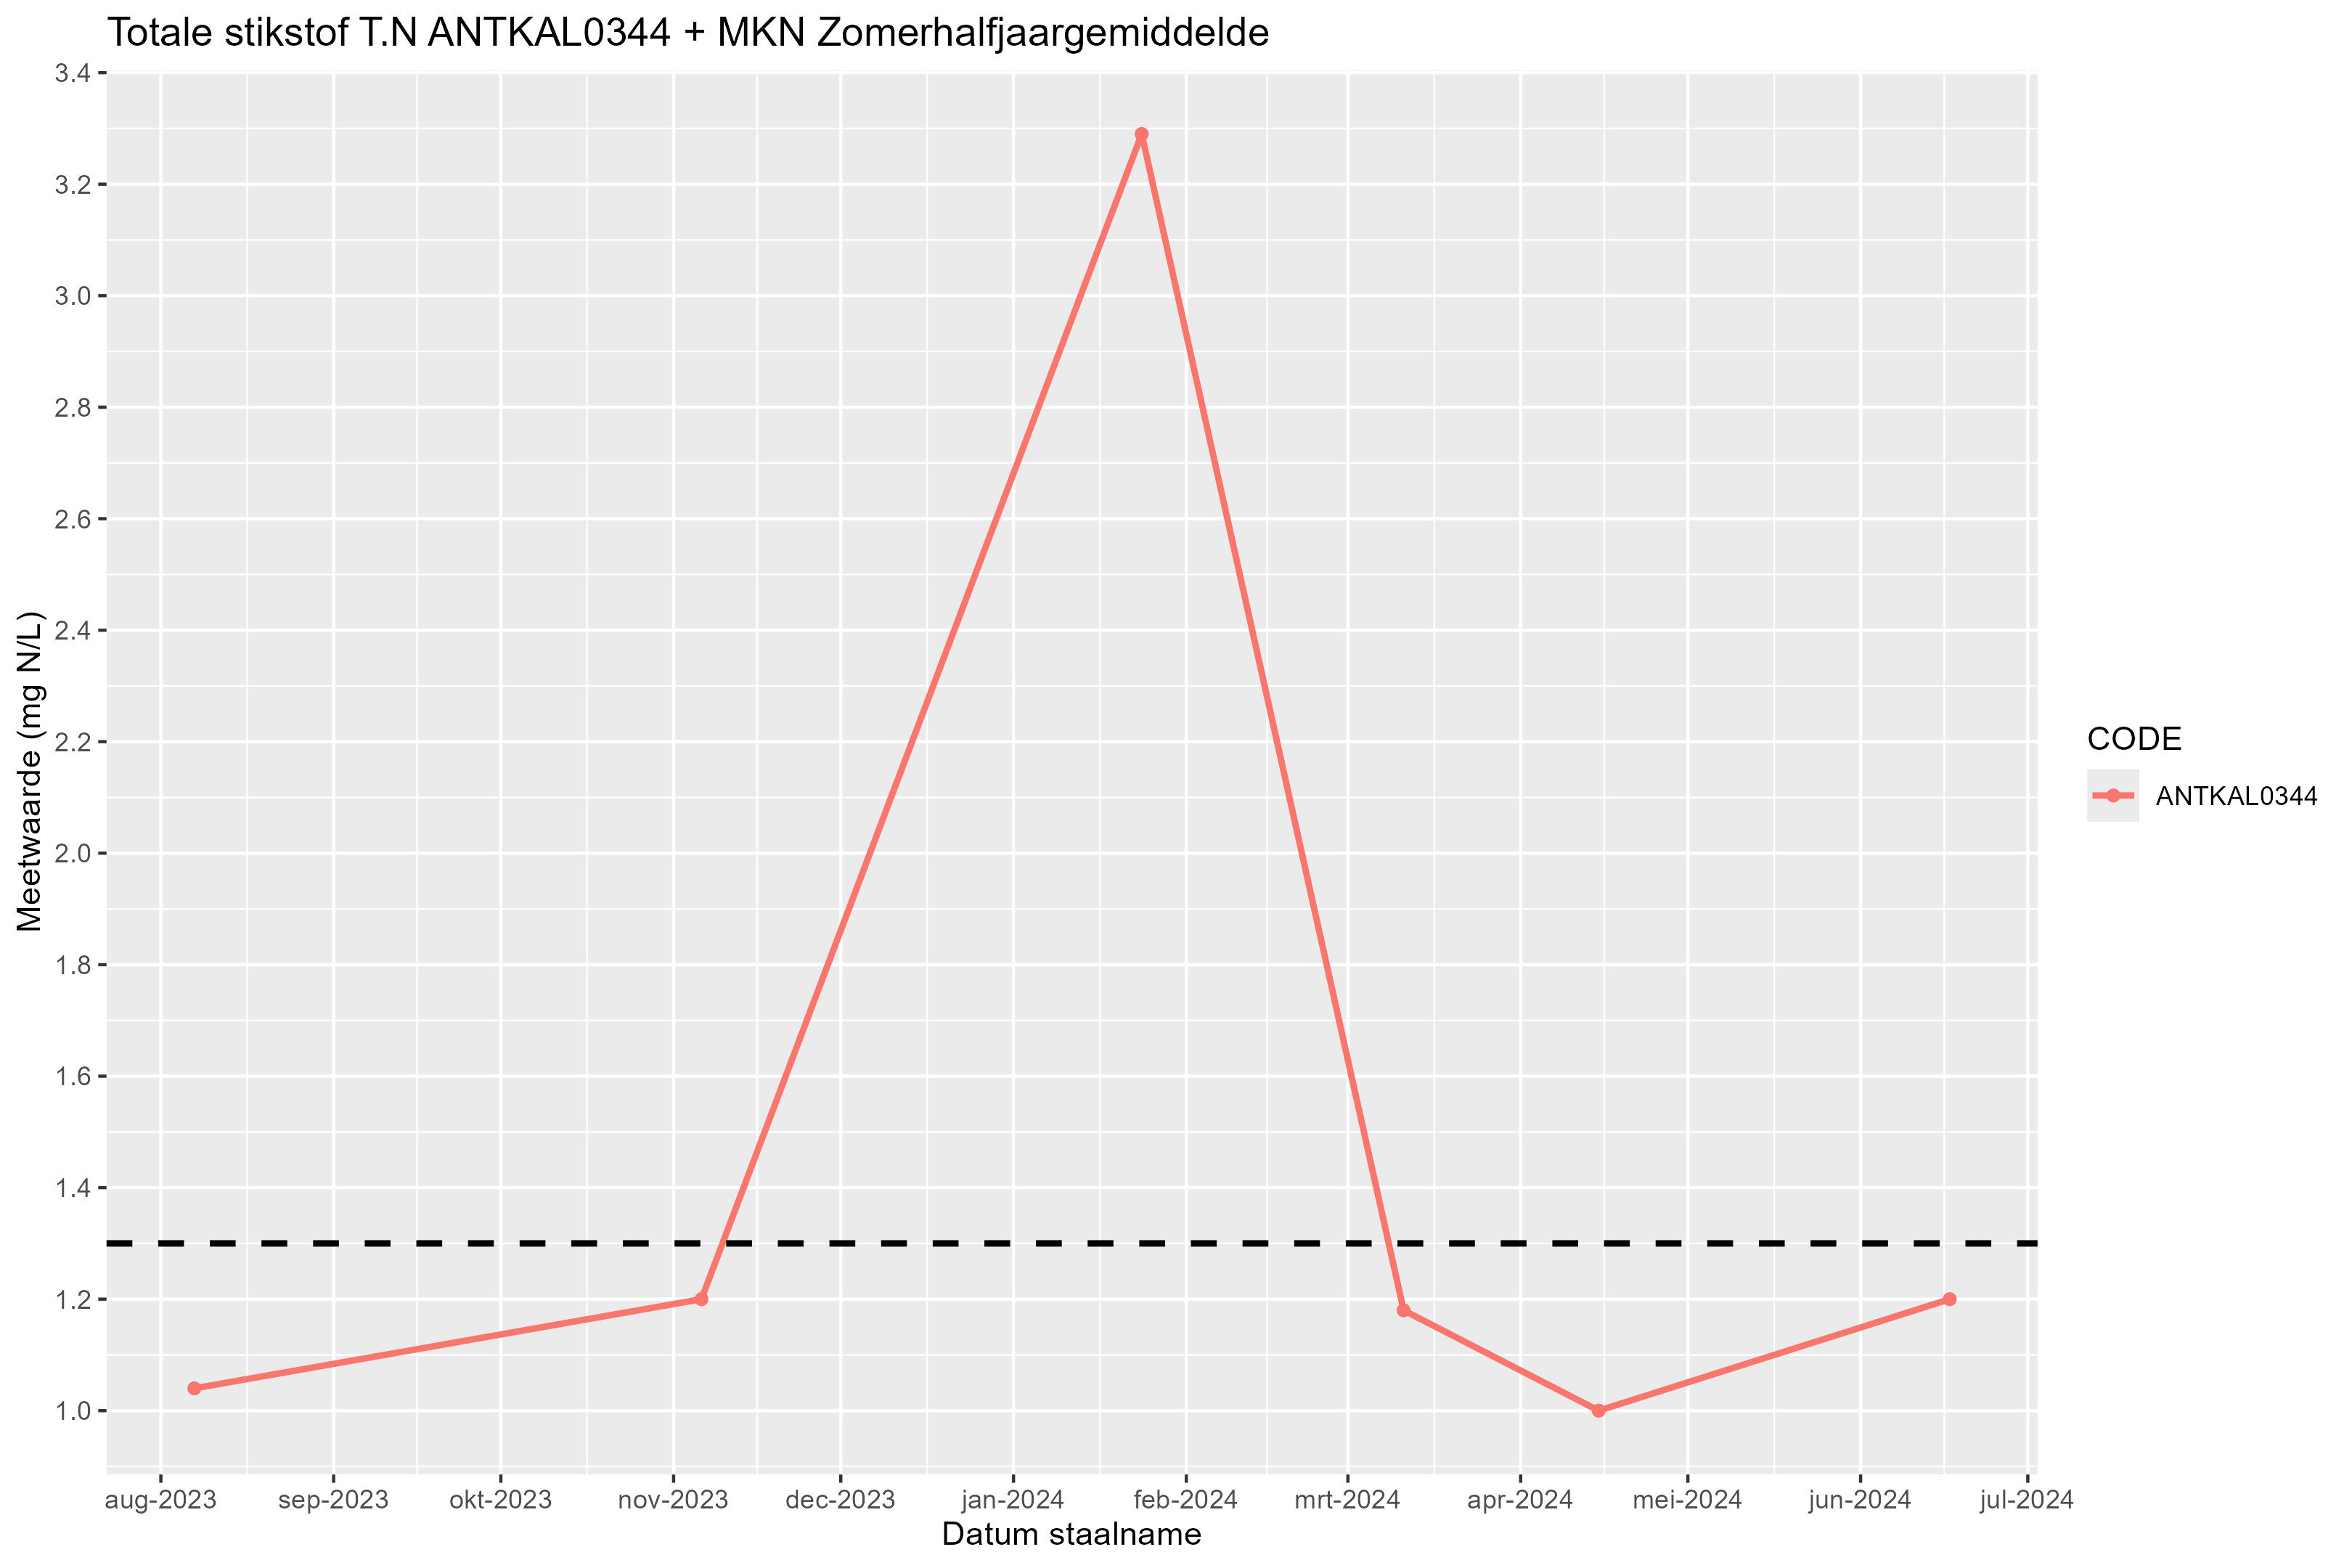 Totale stikstof T.N ANTKAL0344 + MKN Zomerhalfjaargemiddelde
3.4
3.2
3.0
2.8
2.6
2.4
2.2
2.0
1.8
1.6
1.4
1.2
1.0
Meetwaarde (mg N/L)
aug-2023 sep-2023 okt-2023 nov-2023 dec-2023 jan-2024 feb-2024 mrt-2024 apr-2024 mei-2024 jun-2024 jul-2024
Datum staalname
CODE
ANTKAL0344